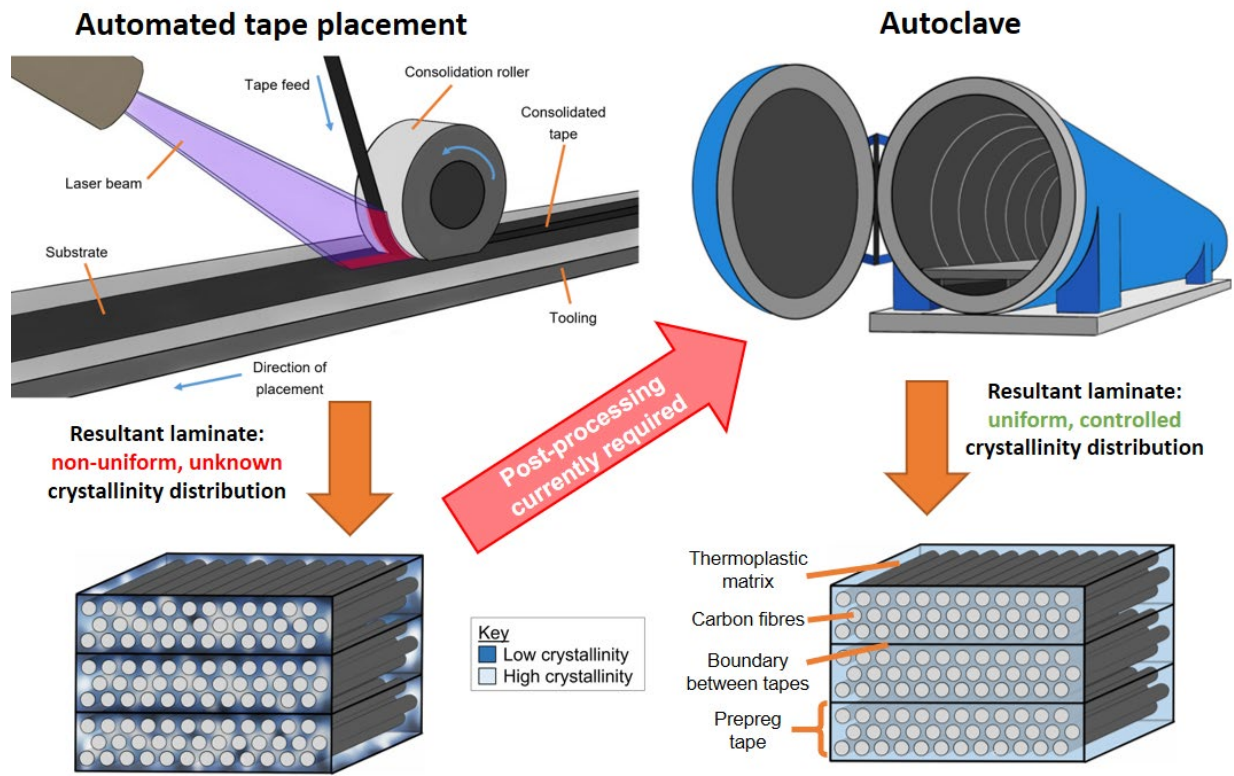 Automated tape placement
Autoclave
Tape feed
Consolidation roller
Consolidated
tape
Laser beam
Substrate
Tooling
Direction of
placement
Resultant laminate:
non-uniform, unknown
crystallinity distribution
Post-processing
currently required
Resultant laminate:
uniform, controlled
crystallinity distribution
Key
Low crystallinity
High crystallinity
Thermoplastic
matrix
Carbon fibres
Boundary
between tapes
Prepreg
tape